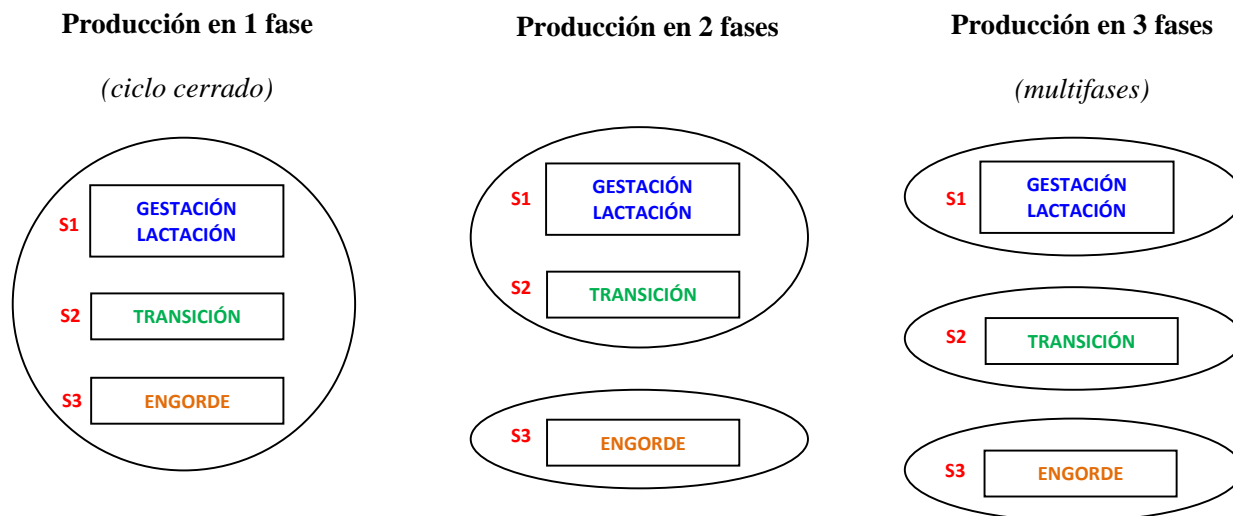 Producción en 1 fase
(ciclo cerrado)
S1
GESTACIÓN
LACTACIÓN
S2
TRANSICIÓN
S3
ENGORDE
Producción en 2 fases
S1
GESTACIÓN
LACTACIÓN
S2
TRANSICIÓN
S3
ENGORDE
Producción en 3 fases
(multifases)
S1
GESTACIÓN
LACTACIÓN
S2
TRANSICIÓN
S3
ENGORDE